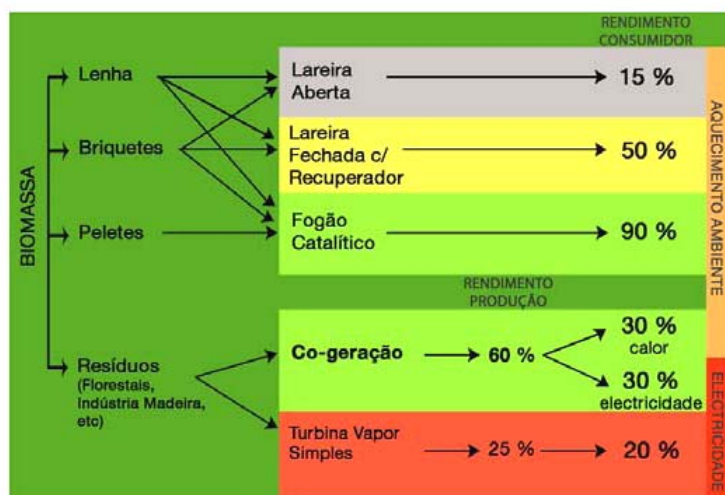 RENDIMENTO
CONSUMIDOR
BIOMASSA
Lenha
Lareira
Aberta
15 %
Briquetes
Lareira
Fechada c/
Recuperador
50 %
Peletes
Fogão
Catalítico
90 %
AQUECIMENTO AMBIENTE
RENDIMENTO
PRODUÇÃO
Resíduos
(Florestais,
Indústria Madeira,
etc)
Co-geração
60 %
30 %
calor
30 %
electricidade
Turbina Vapor
Simples
25 %
20 %
ELECTRICIDADE